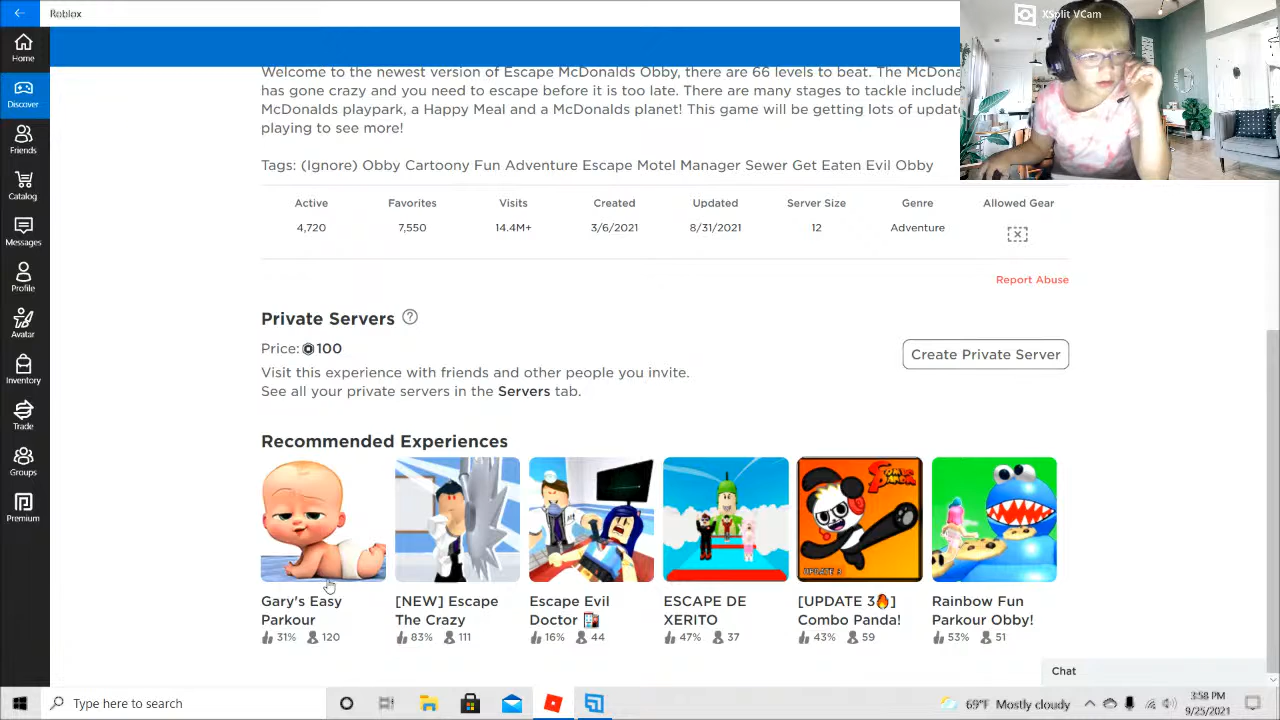 Roblox
XSplit VCam
Home
Discover
Friends
Catalog
Messages
Profile
Avatar
Inventory
Trade
Groups
Premium
Welcome to the newest version of Escape McDonalds Obby, there are 66 levels to beat. The McDona
has gone crazy and you need to escape before it is too late. There are many stages to tackle include
McDonalds playpark, a Happy Meal and a McDonalds planet! This game will be getting lots of updat
playing to see more!
Tags: (Ignore) Obby Cartoony Fun Adventure Escape Motel Manager Sewer Get Eaten Evil Obby
Active Favorites Visits Created Updated Server Size Genre Allowed Gear
4,720 7,550 14.4M+ 3/6/2021 8/31/2021 12 Adventure
Report Abuse
Private Servers
Price: 100
Create Private Server
Visit this experience with friends and other people you invite.
See all your private servers in the Servers tab.
Recommended Experiences
COMBO PANDA
UPDATE 3
Gary's Easy
Parkour
31% 120
[NEW] Escape
The Crazy
83% 111
Escape Evil
Doctor
16% 44
ESCAPE DE
XERITO
47% 37
[UPDATE 3🔥]
Combo Panda!
43% 59
Rainbow Fun
Parkour Obby!
53% 51
Chat
Type here to search
69°F Mostly cloudy
3:58 PM
9/25/2021